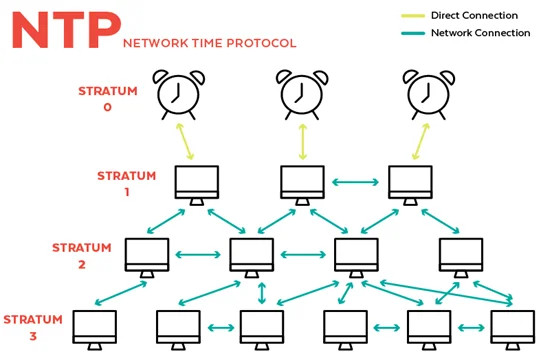 NTP NETWORK TIME PROTOCOL
Direct Connection
Network Connection
STRATUM
0
STRATUM
1
STRATUM
2
STRATUM
3